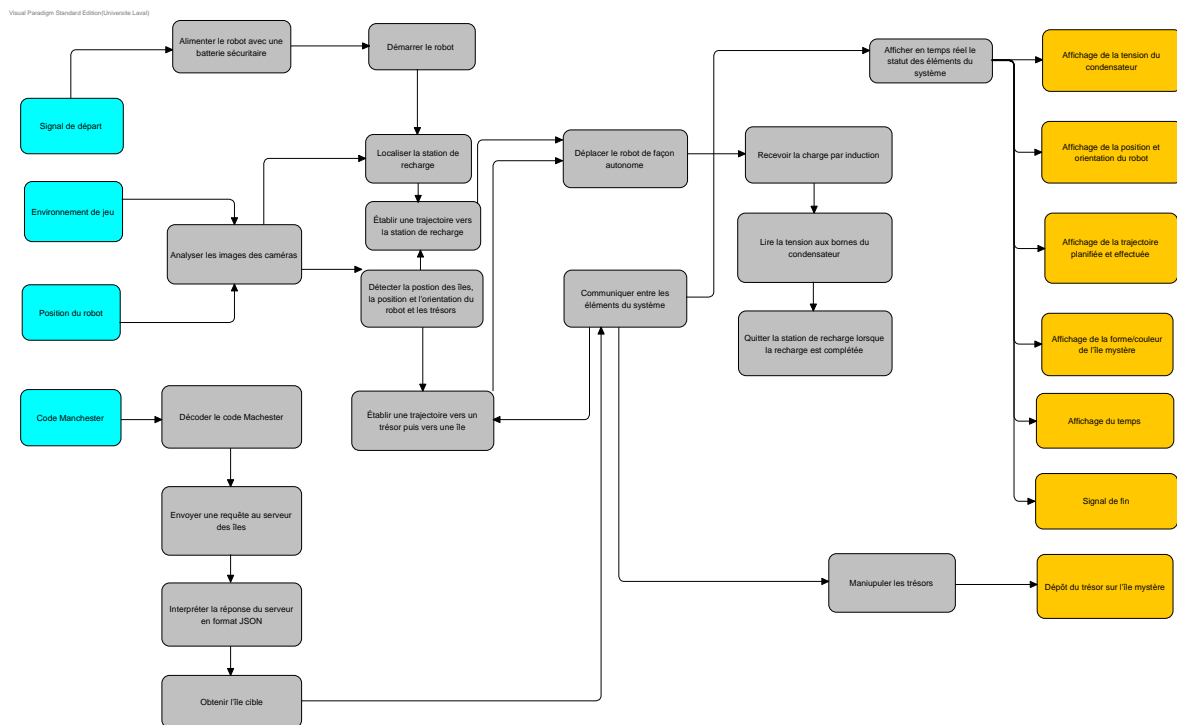 Visual Paradigm Standard Edition(Universite Laval)
Alimenter le robot avec une
batterie sécuritaire
Démarrer le robot
Afficher en temps réel le
statut des éléments du
système
Affichage de la tension du
condensateur
Signal de départ
Localiser la station de
recharge
Déplacer le robot de façon
autonome
Recevoir la charge par induction
Affichage de la position et
orientation du robot
Environnement de jeu
Établir une trajectoire vers
la station de recharge
Analyser les images des caméras
Lire la tension aux bornes du
condensateur
Affichage de la trajectoire
planifiée et effectuée
Position du robot
Détecter la postion des îles,
la position et l'orientation du
robot et les trésors
Communiquer entre les
éléments du système
Quitter la station de recharge lorsque
la recharge est complétée
Affichage de la forme/couleur
de l'île mystère
Code Manchester
Décoder le code Machester
Établir une trajectoire vers un
trésor puis vers une île
Affichage du temps
Envoyer une requête au serveur
des îles
Signal de fin
Interpréter la réponse du serveur
en format JSON
Maniupuler les trésors
Dépôt du trésor sur l'île mystère
Obtenir l'île cible